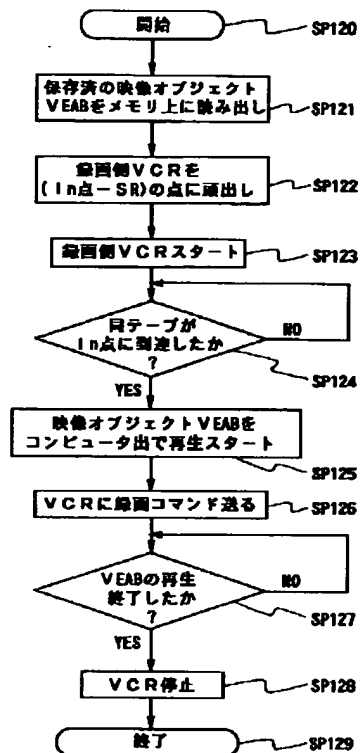 開始
SP120
保存済の映像オブジェクト
VEABをメモリ上に読み出し
SP121
録画側VCRを
(In点－SR)の点に頭出し
SP122
録画側VCRスタート
SP123
同テープが
In点に到達したか
?
NO
SP124
YES
映像オブジェクトVEABを
コンピュータ出で再生スタート
SP125
VCRに録画コマンド送る
SP126
VEABの再生
終了したか
?
NO
SP127
YES
VCR停止
SP128
終了
SP129